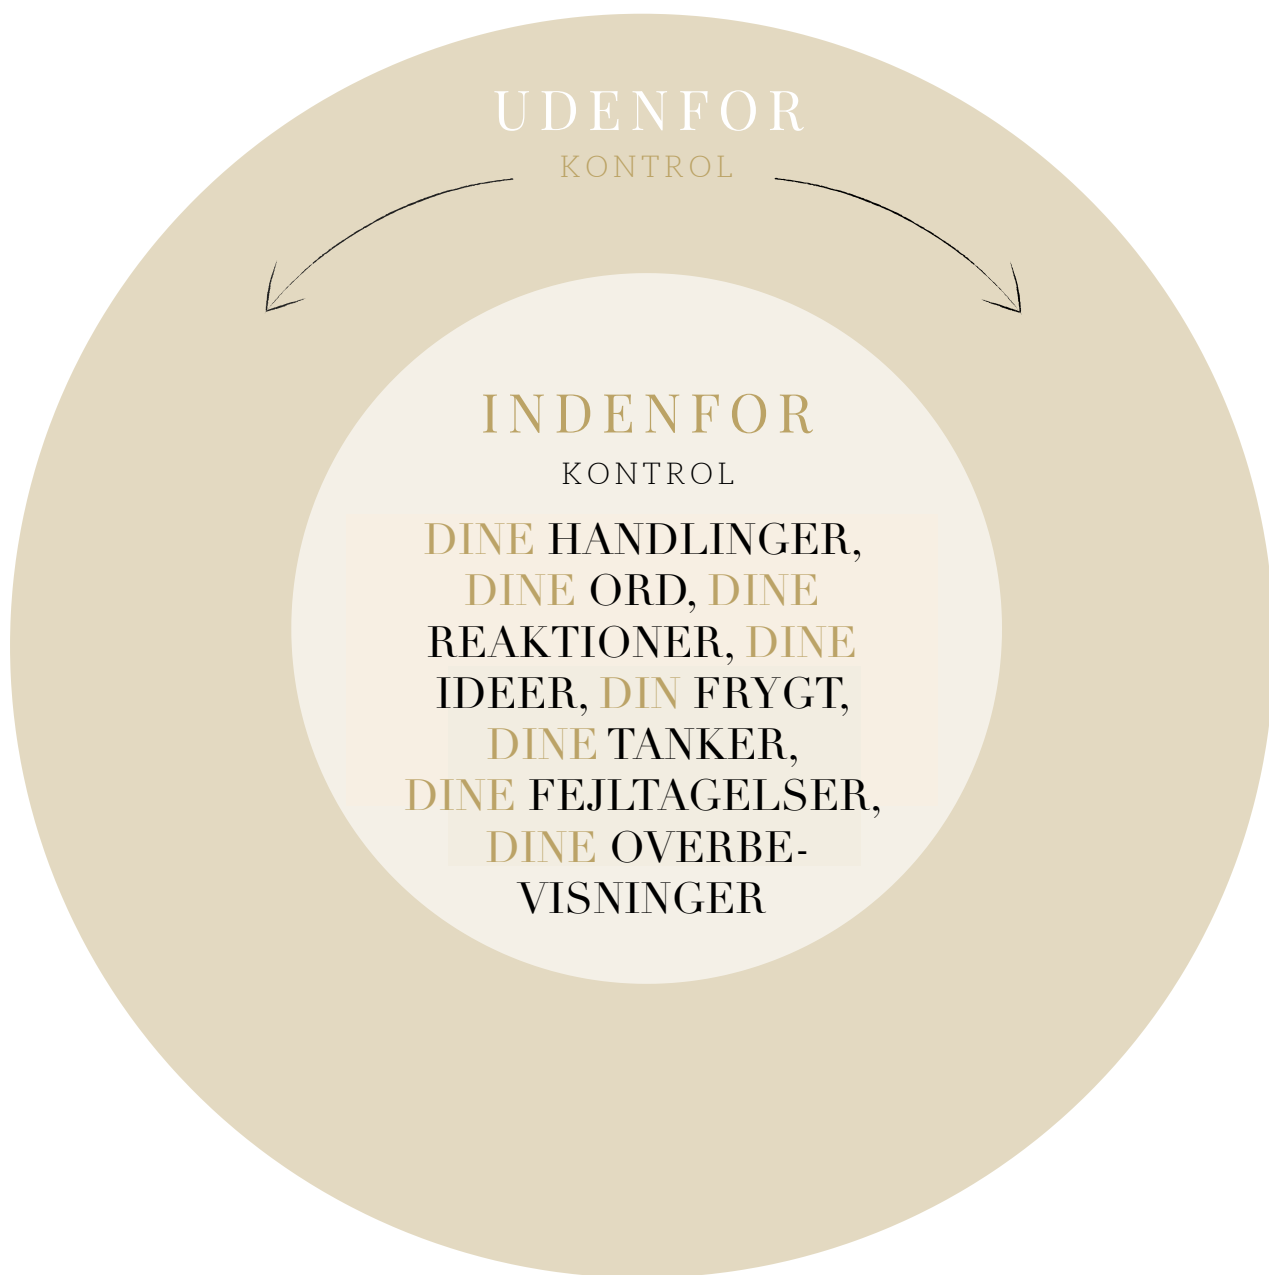 UDENFOR
KONTROL
INDENFOR
KONTROL
DINE HANDLINGER,
DINE ORD, DINE
REAKTIONER, DINE
IDEER, DIN FRYGT,
DINE TANKER,
DINE FEJLTAGELSER,
DINE OVERBE-
VISNINGER